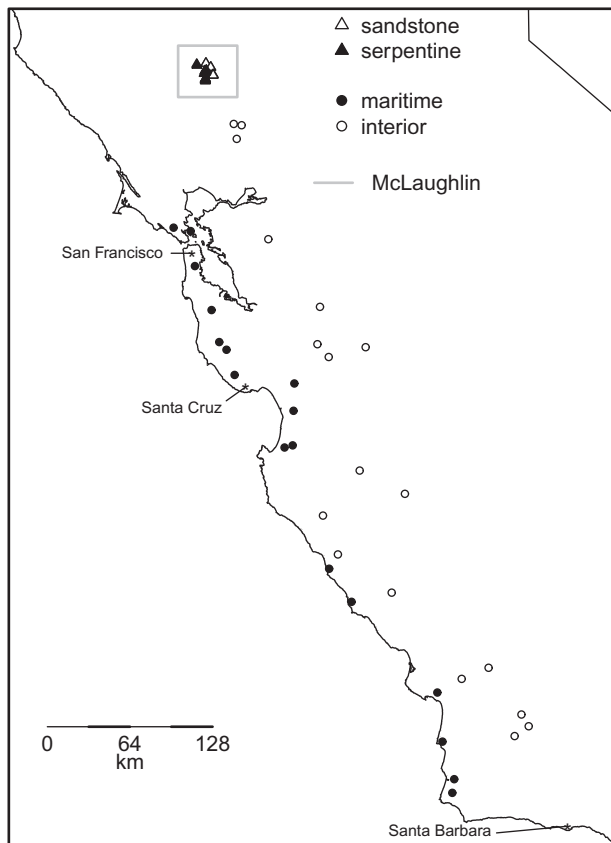 sandstone
serpentine
maritime
interior
McLaughlin
San Francisco
Santa Cruz
0 64 128
km
Santa Barbara